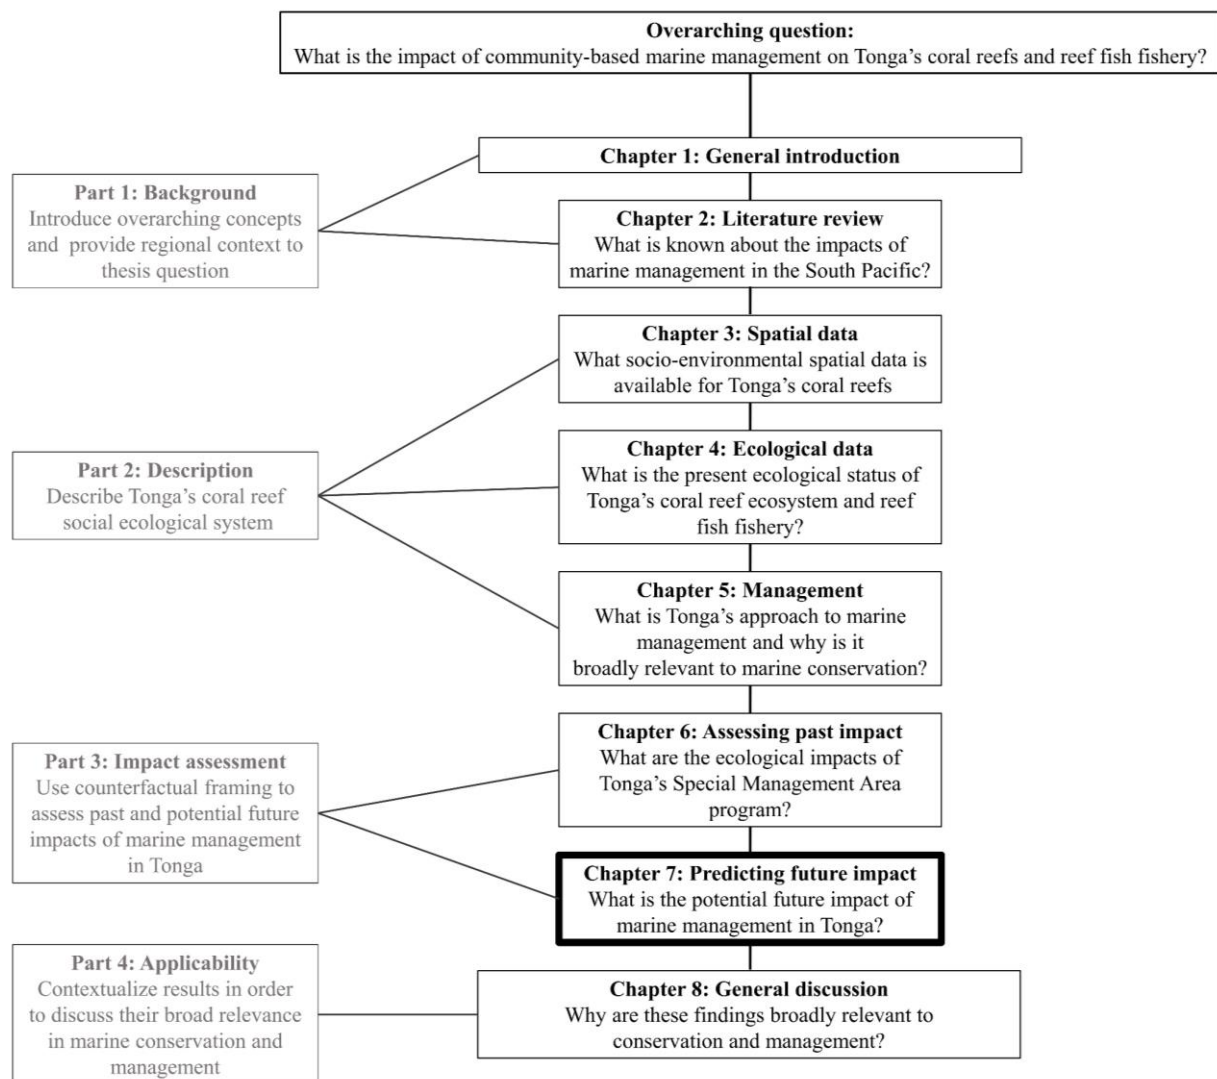 Overarching question:
What is the impact of community-based marine management on Tonga’s coral reefs and reef fish fishery?
Chapter 1: General introduction
Part 1: Background
Introduce overarching concepts
and provide regional context to
thesis question
Chapter 2: Literature review
What is known about the impacts of
marine management in the South Pacific?
Chapter 3: Spatial data
What socio-environmental spatial data is
available for Tonga’s coral reefs
Part 2: Description
Describe Tonga’s coral reef
social ecological system
Chapter 4: Ecological data
What is the present ecological status of
Tonga’s coral reef ecosystem and reef
fish fishery?
Chapter 5: Management
What is Tonga’s approach to marine
management and why is it
broadly relevant to marine conservation?
Part 3: Impact assessment
Use counterfactual framing to
assess past and potential future
impacts of marine management
in Tonga
Chapter 6: Assessing past impact
What are the ecological impacts of
Tonga’s Special Management Area
program?
Chapter 7: Predicting future impact
What is the potential future impact of
marine management in Tonga?
Part 4: Applicability
Contextualize results in order
to discuss their broad relevance
in marine conservation and
management
Chapter 8: General discussion
Why are these findings broadly relevant to
conservation and management?